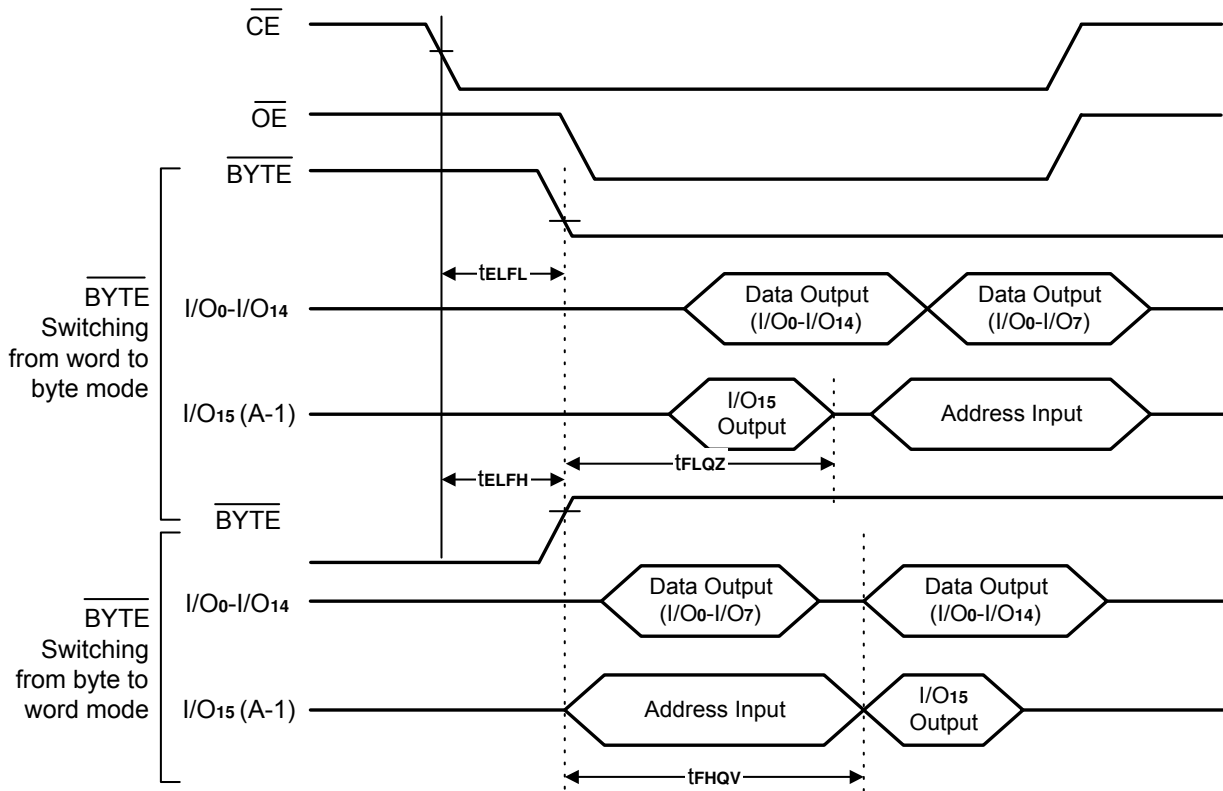 CE
OE
BYTE
tELFL
BYTE
Switching
from word to
byte mode
I/O0-I/O14
Data Output
(I/O0-I/O14)
Data Output
(I/O0-I/O7)
I/O15 (A-1)
I/O15
Output
Address Input
tELFH
tFLQZ
BYTE
BYTE
Switching
from byte to
word mode
I/O0-I/O14
Data Output
(I/O0-I/O7)
Data Output
(I/O0-I/O14)
I/O15 (A-1)
Address Input
I/O15
Output
tFHQV